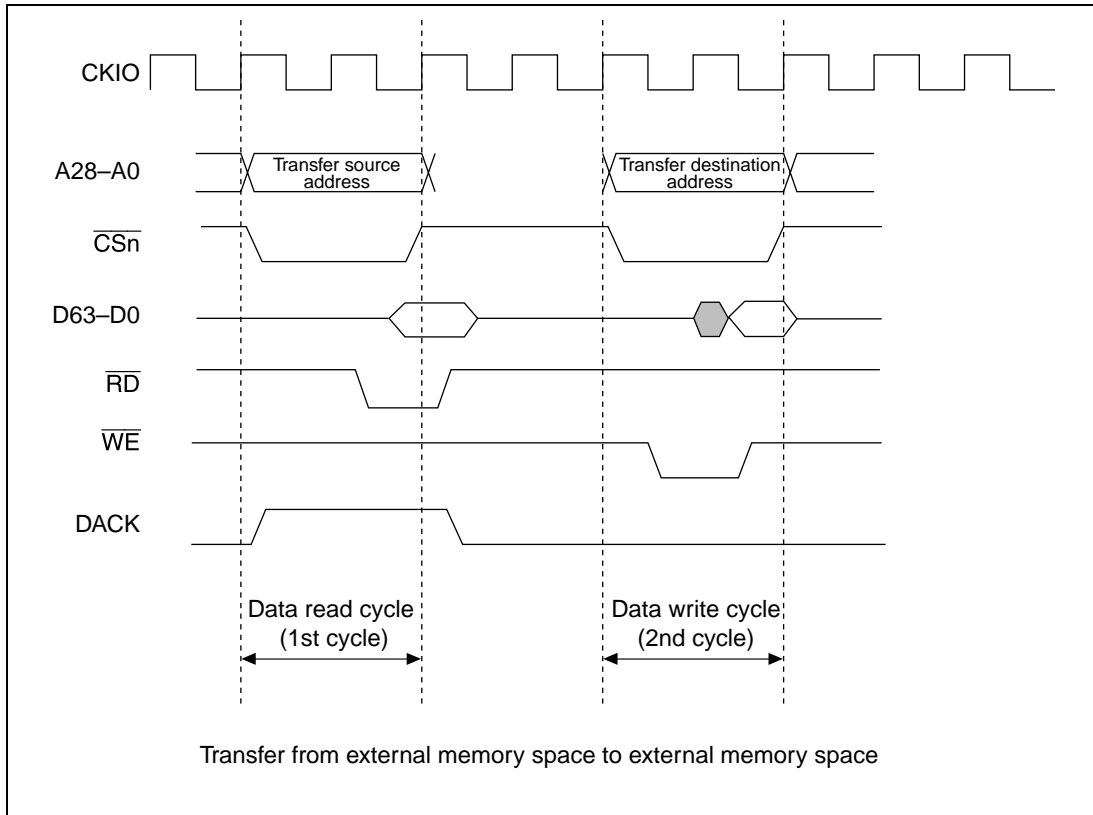 CKIO
A28–A0
Transfer source
address
Transfer destination
address
CSn
D63–D0
RD
WE
DACK
Data read cycle
(1st cycle)
Data write cycle
(2nd cycle)
Transfer from external memory space to external memory space